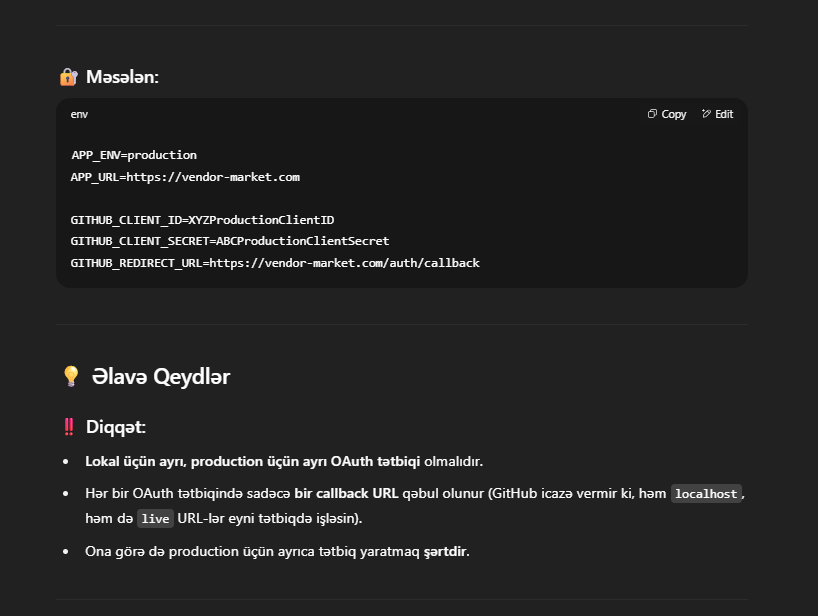 Məsələn:
env
Copy
Edit
APP_ENV=production
APP_URL=https://vendor-market.com
GITHUB_CLIENT_ID=XYZProductionClientID
GITHUB_CLIENT_SECRET=ABCProductionClientSecret
GITHUB_REDIRECT_URL=https://vendor-market.com/auth/callback
Əlavə Qeydlər
Diqqət:
Lokal üçün ayrı, production üçün ayrı OAuth tətbiqi olmalıdır.
Hər bir OAuth tətbiqində sadəcə bir callback URL qəbul olunur (GitHub icazə vermir ki, həm localhost,
həm də live URL-lər eyni tətbiqdə işləsin).
Ona görə də production üçün ayrıca tətbiq yaratmaq şərtdir.